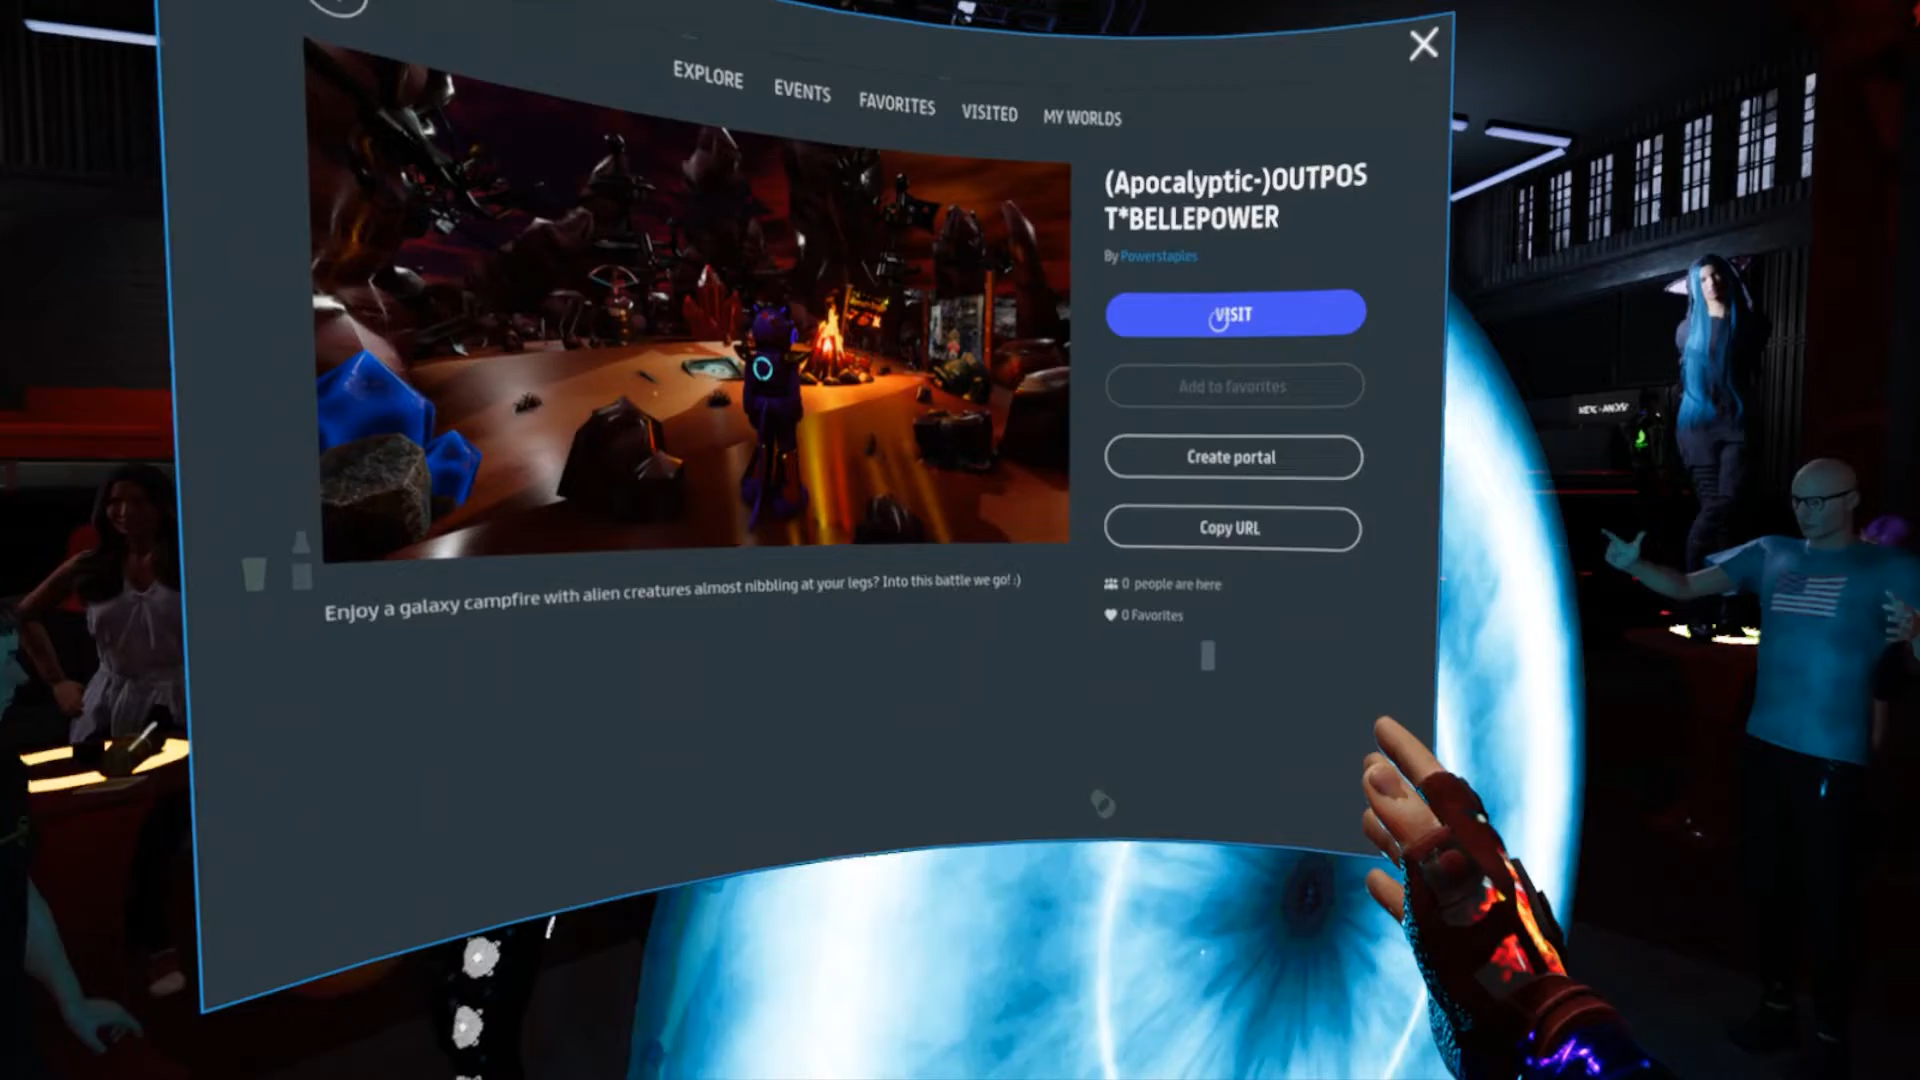 EXPLORE
EVENTS
FAVORITES
VISITED
MY WORLDS
(Apocalyptic-)OUTPOS
T*BELLEPOWER
By Powerstaples
VISIT
Add to favorites
Create portal
Copy URL
0 people are here
0 Favorites
Enjoy a galaxy campfire with alien creatures almost nibbling at your legs? Into this battle we go! :)